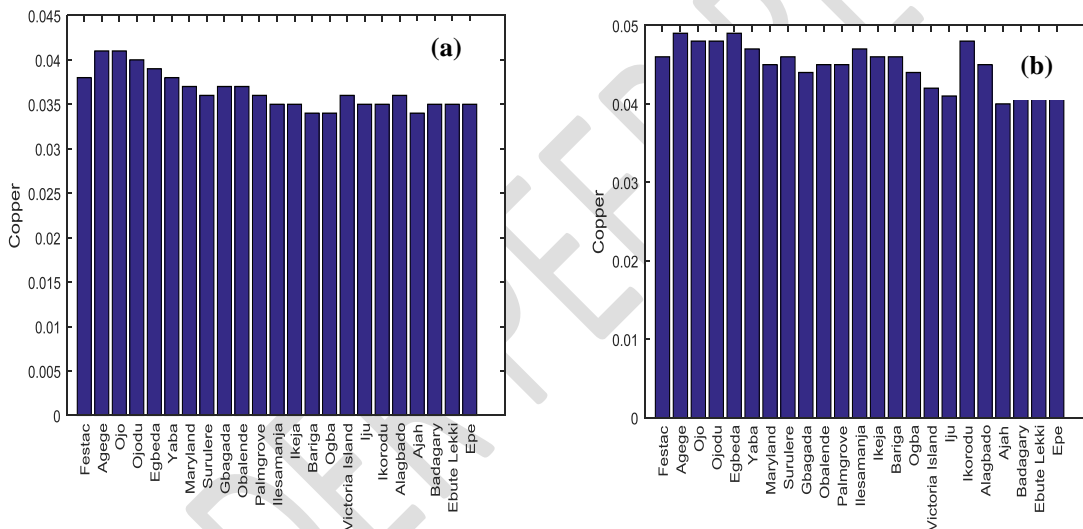 (a)
0.045
0.04
0.035
0.03
0.025
0.02
0.015
0.01
0.005
0
Copper
Festac
Agege
Ojo
Ojodu
Egbeda
Yaba
Maryland
Surulere
Gbagada
Obalende
Palmgrove
Ilesamanja
Ikeja
Bariga
Ogba
Victoria Island
Iju
Ikorodu
Alagbado
Ajah
Badagary
Ebute Lekki
Epe
(b)
0.05
0.04
0.03
0.02
0.01
0
Copper
Festac
Agege
Ojo
Ojodu
Egbeda
Yaba
Maryland
Surulere
Gbagada
Obalende
Palmgrove
Ilesamanja
Ikeja
Bariga
Ogba
Victoria Island
Iju
Ikorodu
Alagbado
Ajah
Badagary
Ebute Lekki
Epe